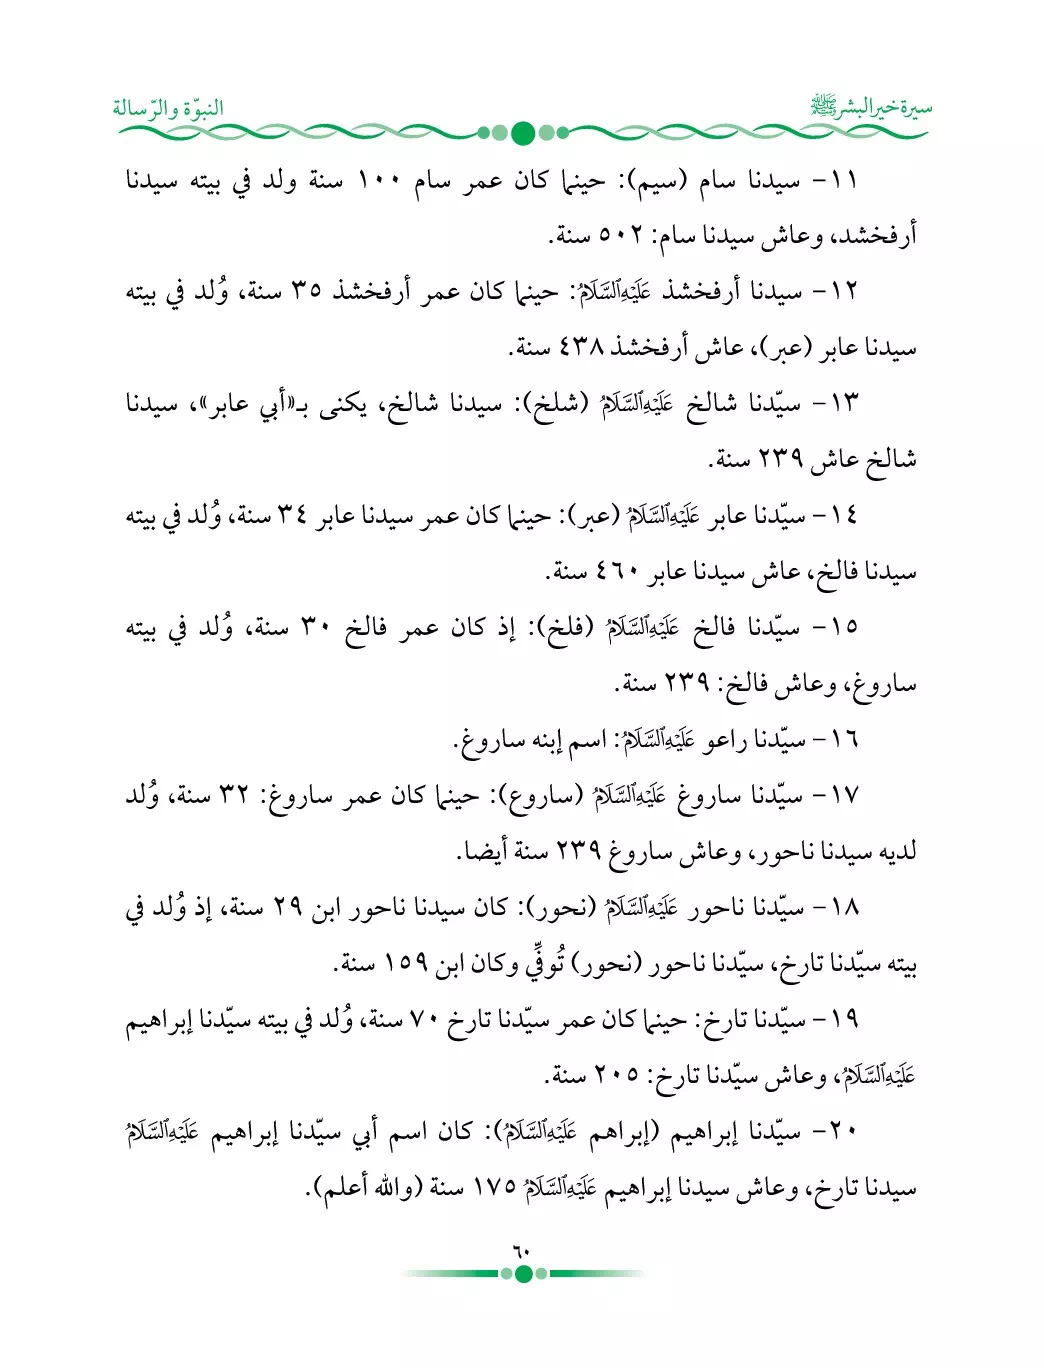 سيرة خير البشر ﷺ
النبوّة والرّسالة
١١- سيدنا سام (سيم): حينما كان عمر سام ١٠٠ سنة ولد في بيته سيدنا
أرفخشد، وعاش سيدنا سام: ٥٠٢ سنة.
١٢- سيدنا أرفخشذ عَلَيْهِ السَّلَامُ: حينما كان عمر أرفخشذ ٣٥ سنة، وُلد في بيته
سيدنا عابر (عبر)، عاش أرفخشذ ٤٣٨ سنة.
١٣- سيّدنا شالخ عَلَيْهِ السَّلَامُ (شلخ): سيدنا شالخ، يكنى بـ«أبي عابر»، سيدنا
شالخ عاش ٢٣٩ سنة.
١٤- سيّدنا عابر عَلَيْهِ السَّلَامُ (عبر): حينما كان عمر سيدنا عابر ٣٤ سنة، وُلد في بيته
سيدنا فالخ، عاش سيدنا عابر ٤٦٠ سنة.
١٥- سيّدنا فالخ عَلَيْهِ السَّلَامُ (فلخ): إذ كان عمر فالخ ٣٠ سنة، وُلد في بيته
ساروغ، وعاش فالخ: ٢٣٩ سنة.
١٦- سيّدنا راعو عَلَيْهِ السَّلَامُ: اسم إبنه ساروغ.
١٧- سيّدنا ساروغ عَلَيْهِ السَّلَامُ (ساروع): حينما كان عمر ساروغ: ٣٢ سنة، وُلد
لديه سيدنا ناحور، وعاش ساروغ ٢٣٩ سنة أيضا.
١٨- سيّدنا ناحور عَلَيْهِ السَّلَامُ (نحور): كان سيدنا ناحور ابن ٢٩ سنة، إذ وُلد في
بيته سيّدنا تارخ، سيّدنا ناحور (نحور) تُوفِّي وكان ابن ١٥٩ سنة.
١٩- سيّدنا تارخ: حينما كان عمر سيّدنا تارخ ٧٠ سنة، وُلد في بيته سيّدنا إبراهيم
عَلَيْهِ السَّلَامُ، وعاش سيّدنا تارخ: ٢٠٥ سنة.
٢٠- سيّدنا إبراهيم (إبراهم عَلَيْهِ السَّلَامُ): كان اسم أبي سيّدنا إبراهيم عَلَيْهِ السَّلَامُ
سيدنا تارخ، وعاش سيدنا إبراهيم عَلَيْهِ السَّلَامُ ١٧٥ سنة (والله أعلم).
٦٠